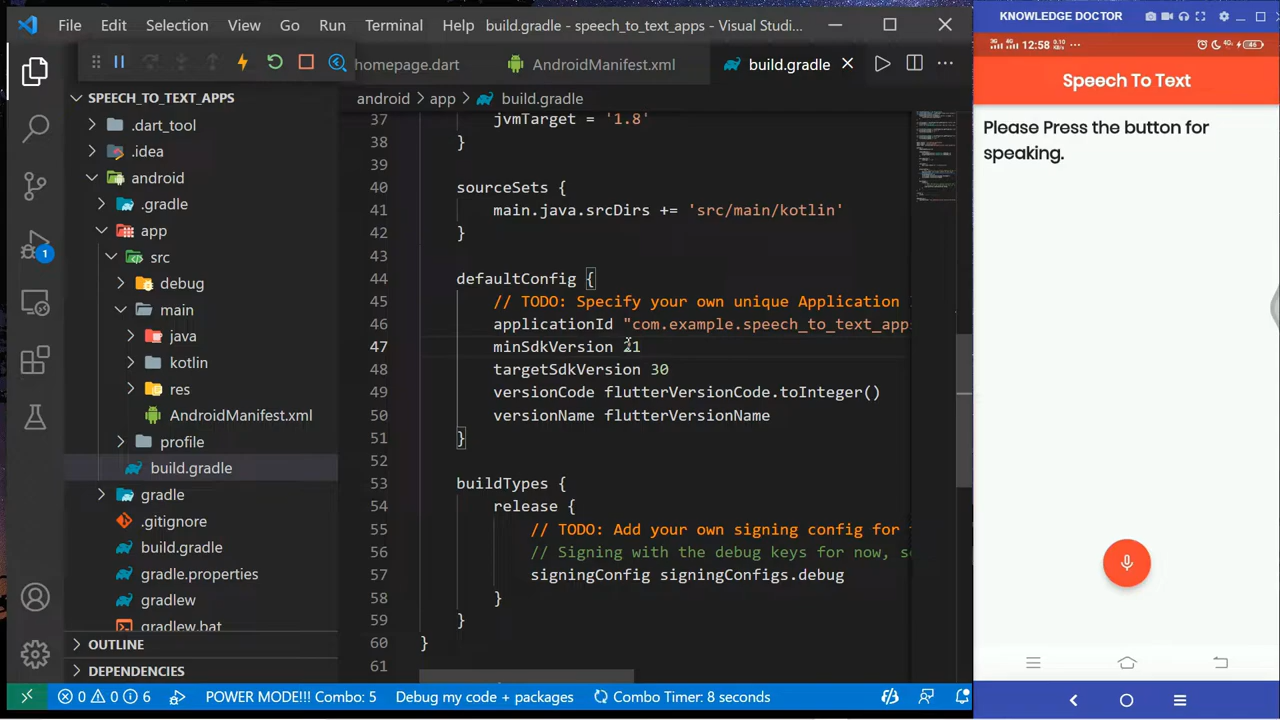 File Edit Selection View Go Run Terminal Help build.gradle - speech_to_text_apps - Visual Studi...
homepage.dart AndroidManifest.xml build.gradle
SPEECH_TO_TEXT_APPS
.dart_tool
.idea
android
.gradle
app
src
debug
main
java
kotlin
res
AndroidManifest.xml
profile
build.gradle
gradle
.gitignore
build.gradle
gradle.properties
gradlew
gradlew.bat
OUTLINE
DEPENDENCIES
1
android > app > build.gradle
37 jvmTarget = '1.8'
38 }
39
40 sourceSets {
41 main.java.srcDirs += 'src/main/kotlin'
42 }
43
44 defaultConfig {
45 // TODO: Specify your own unique Application
46 applicationId "com.example.speech_to_text_apps
47 minSdkVersion 21
48 targetSdkVersion 30
49 versionCode flutterVersionCode.toInteger()
50 versionName flutterVersionName
51 }
52
53 buildTypes {
54 release {
55 // TODO: Add your own signing config for
56 // Signing with the debug keys for now, s
57 signingConfig signingConfigs.debug
58 }
59 }
60 }
61
0 0 6 POWER MODE!!! Combo: 5 Debug my code + packages Combo Timer: 8 seconds
KNOWLEDGE DOCTOR
12:58 ··· 46
Speech To Text
Please Press the button for
speaking.